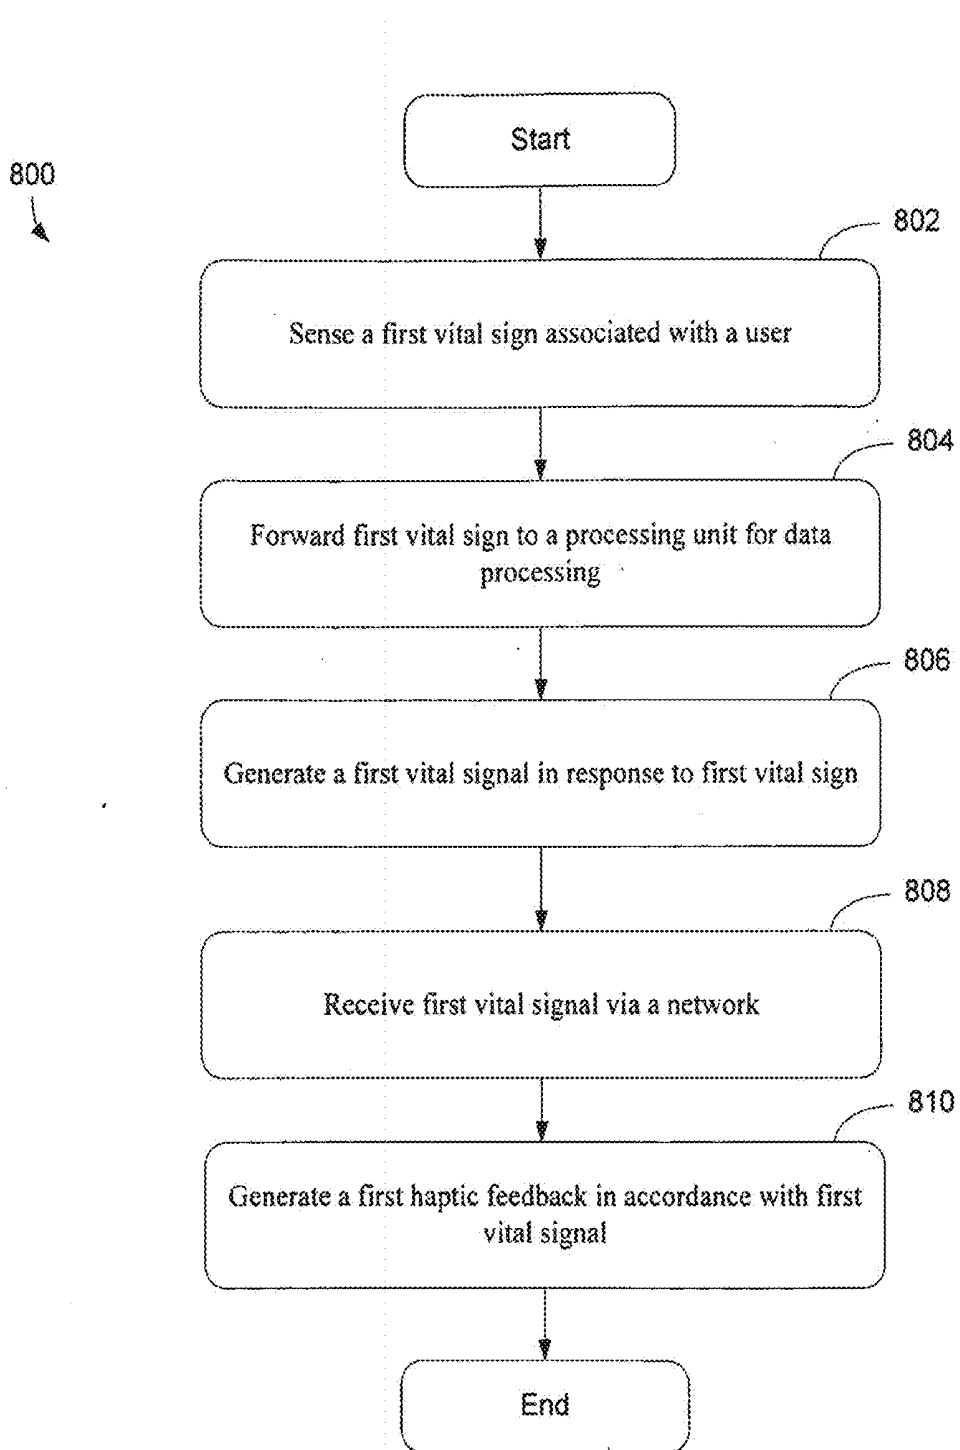 Start
800
802
Sense a first vital sign associated with a user
804
Forward first vital sign to a processing unit for data
processing
806
Generate a first vital signal in response to first vital sign
808
Receive first vital signal via a network
810
Generate a first haptic feedback in accordance with first
vital signal
End